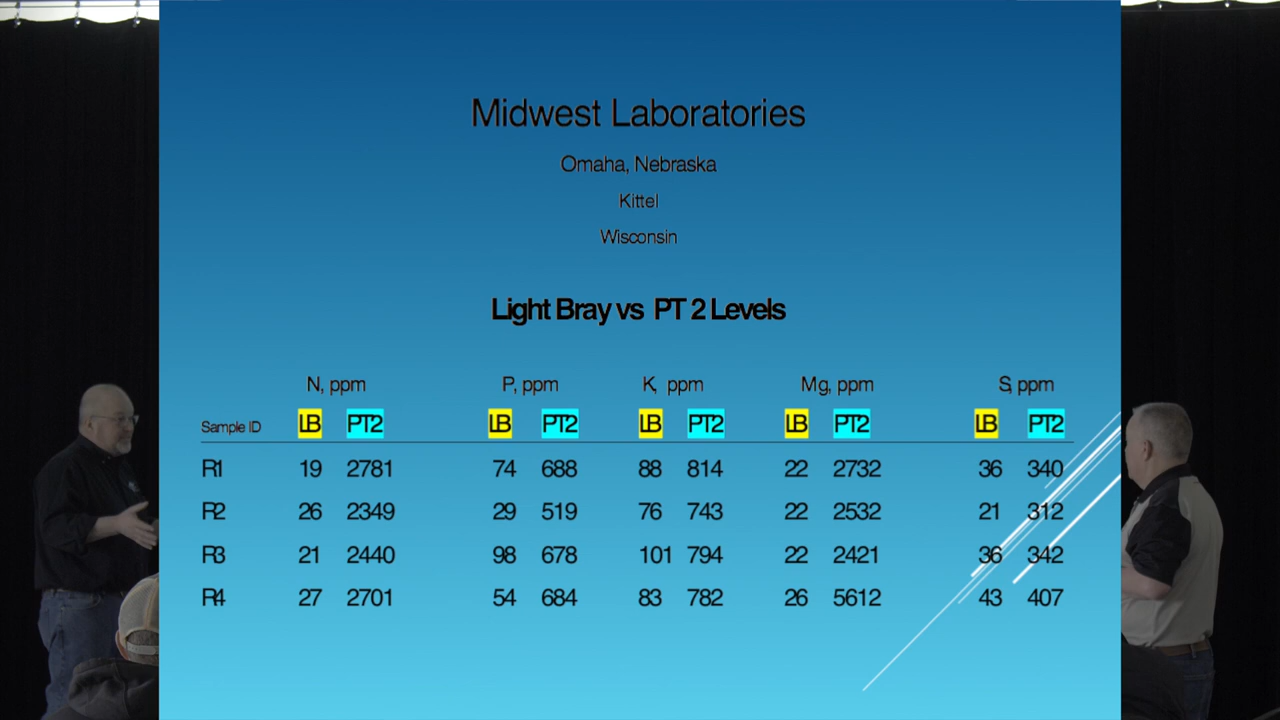 Midwest Laboratories
Omaha, Nebraska
Kittel
Wisconsin
Light Bray vs PT 2 Levels
N, ppm P, ppm K, ppm Mg, ppm S, ppm
Sample ID LB PT2 LB PT2 LB PT2 LB PT2 LB PT2
R1 19 2781 74 688 88 814 22 2732 36 340
R2 26 2349 29 519 76 743 22 2532 21 312
R3 21 2440 98 678 101 794 22 2421 36 342
R4 27 2701 54 684 83 782 26 5612 43 407